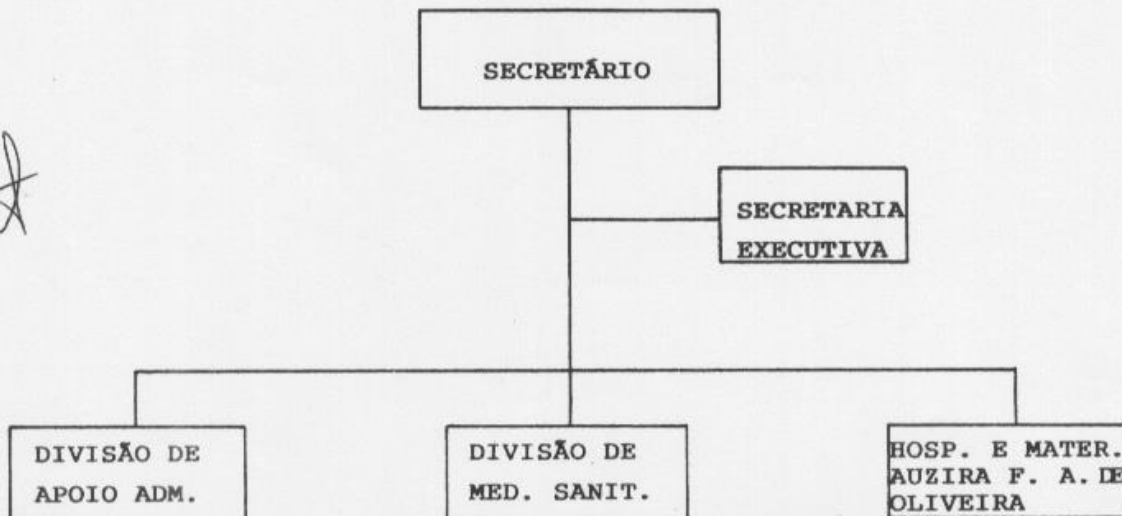 SECRETÁRIO
SECRETARIA
EXECUTIVA
DIVISÃO DE
APOIO ADM.
DIVISÃO DE
MED. SANIT.
HOSP. E MATER.
AUZIRA F. A. DE
OLIVEIRA